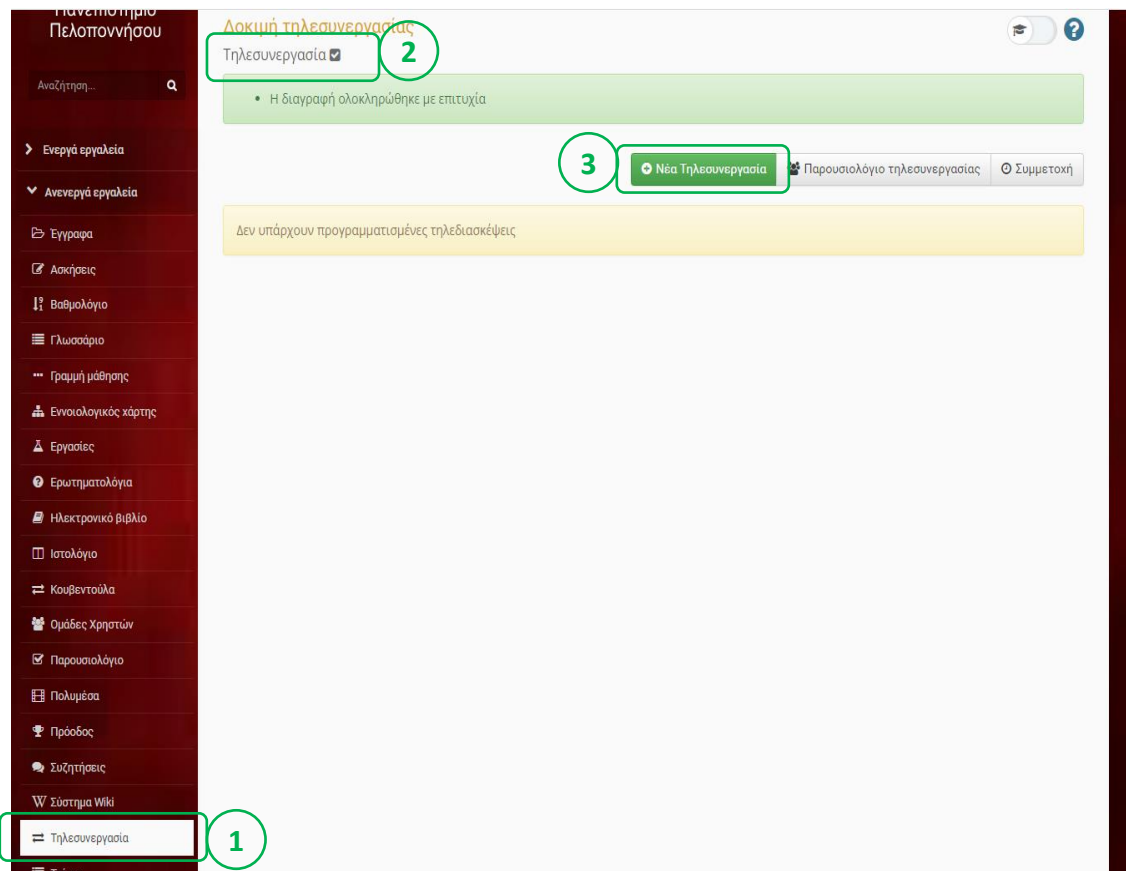 Πανεπιστήμιο
Πελοποννήσου
Αναζήτηση...
Ενεργά εργαλεία
Ανενεργά εργαλεία
Έγγραφα
Ασκήσεις
Βαθμολόγιο
Γλωσσάριο
Γραμμή μάθησης
Εννοιολογικός χάρτης
Εργασίες
Ερωτηματολόγια
Ηλεκτρονικό βιβλίο
Ιστολόγιο
Κουβεντούλα
Ομάδες Χρηστών
Παρουσιολόγιο
Πολυμέσα
Πρόοδος
Συζητήσεις
Σύστημα Wiki
Τηλεσυνεργασία
1
Δοκιμή τηλεσυνεργασίας
Τηλεσυνεργασία
2
• Η διαγραφή ολοκληρώθηκε με επιτυχία
3
Νέα Τηλεσυνεργασία Παρουσιολόγιο τηλεσυνεργασίας Συμμετοχή
Δεν υπάρχουν προγραμματισμένες τηλεδιασκέψεις